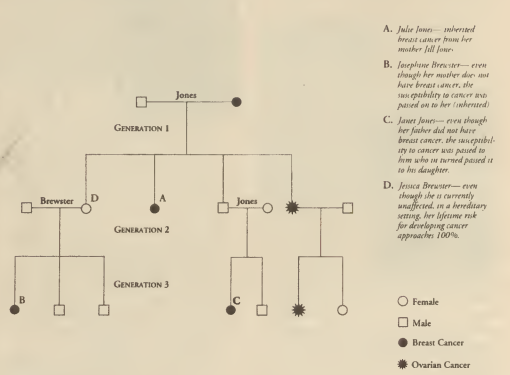 Jones
GENERATION 1
Brewster
D
A
Jones
GENERATION 2
GENERATION 3
B
C
A. Julie Jones— inherited
breast cancer from her
mother Jill Jones
B. Josephine Brewster— even
though her mother does not
have breast cancer, the
susceptibility to cancer was
passed on to her (inherited)
C. Janet Jones— even though
her father did not have
breast cancer, the susceptibil-
ity to cancer was passed to
him who in turned passed it
to his daughter.
D. Jessica Brewster— even
though she is currently
unaffected, in a hereditary
setting, her lifetime risk
for developing cancer
approaches 100%.
Female
Male
Breast Cancer
Ovarian Cancer